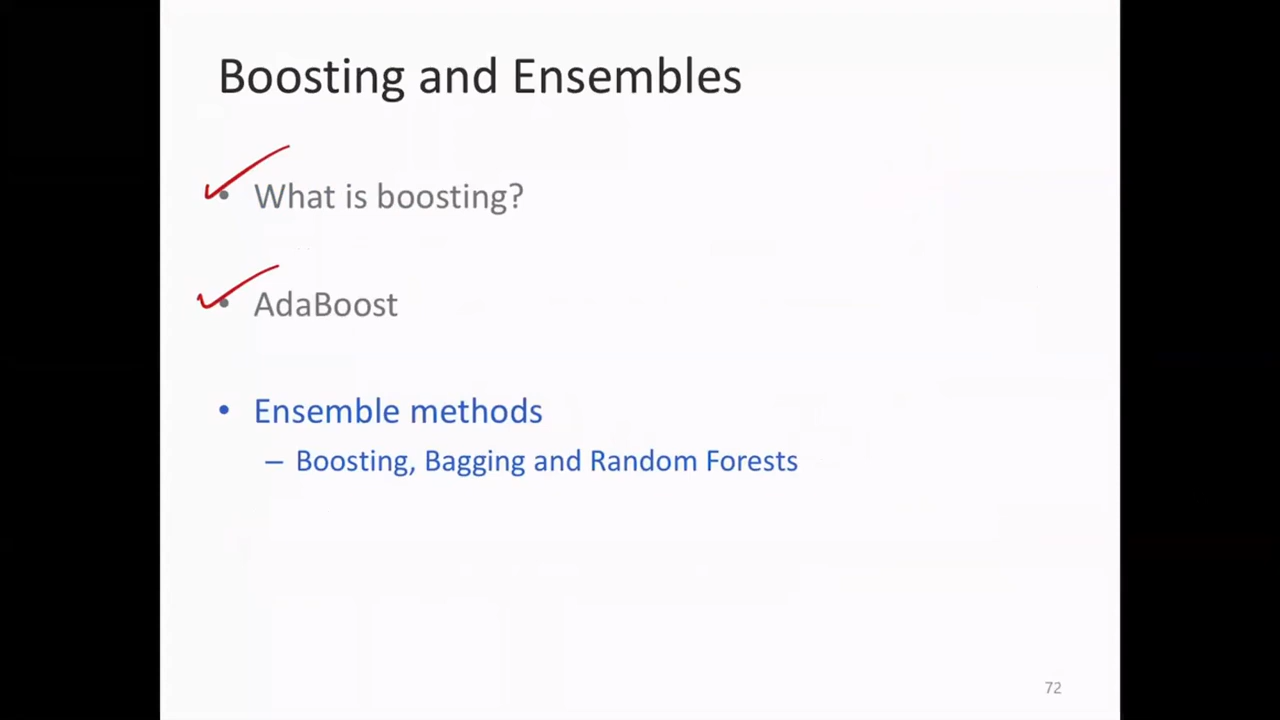 Boosting and Ensembles
• What is boosting?
• AdaBoost
• Ensemble methods
– Boosting, Bagging and Random Forests
72